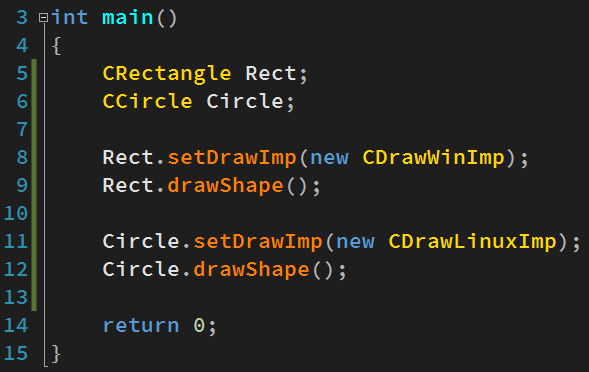 3 int main()
4 {
5 CRectangle Rect;
6 CCircle Circle;
7
8 Rect.setDrawImp(new CDrawWinImp);
9 Rect.drawShape();
10
11 Circle.setDrawImp(new CDrawLinuxImp);
12 Circle.drawShape();
13
14 return 0;
15 }